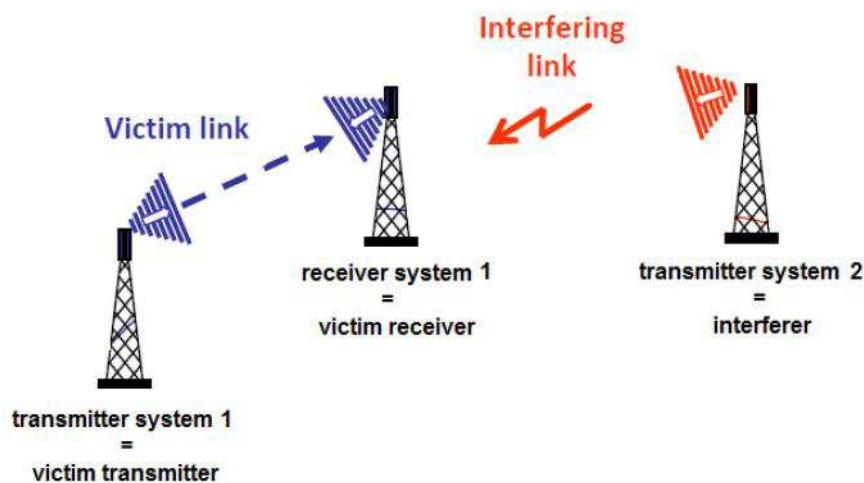 Interfering
link
Victim link
receiver system 1
=
victim receiver
transmitter system 2
=
interferer
transmitter system 1
=
victim transmitter